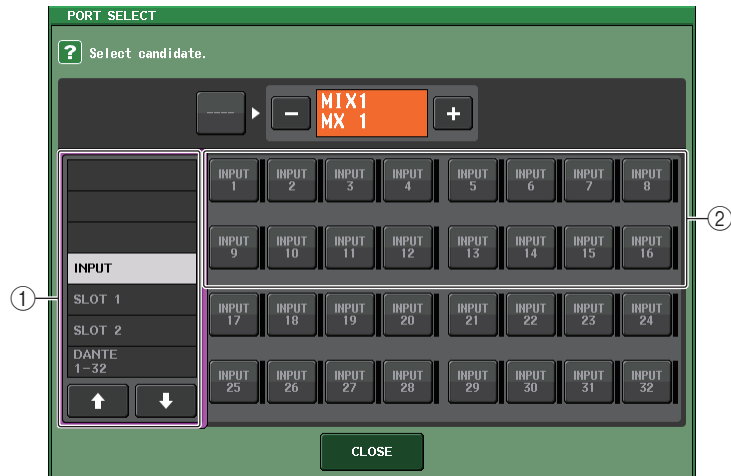 PORT SELECT
? Select candidate.
---- MIX1
MX 1
− +
INPUT 1 INPUT 2 INPUT 3 INPUT 4 INPUT 5 INPUT 6 INPUT 7 INPUT 8
INPUT 9 INPUT 10 INPUT 11 INPUT 12 INPUT 13 INPUT 14 INPUT 15 INPUT 16
INPUT 17 INPUT 18 INPUT 19 INPUT 20 INPUT 21 INPUT 22 INPUT 23 INPUT 24
INPUT 25 INPUT 26 INPUT 27 INPUT 28 INPUT 29 INPUT 30 INPUT 31 INPUT 32
INPUT
SLOT 1
SLOT 2
DANTE
1-32
CLOSE
①
②